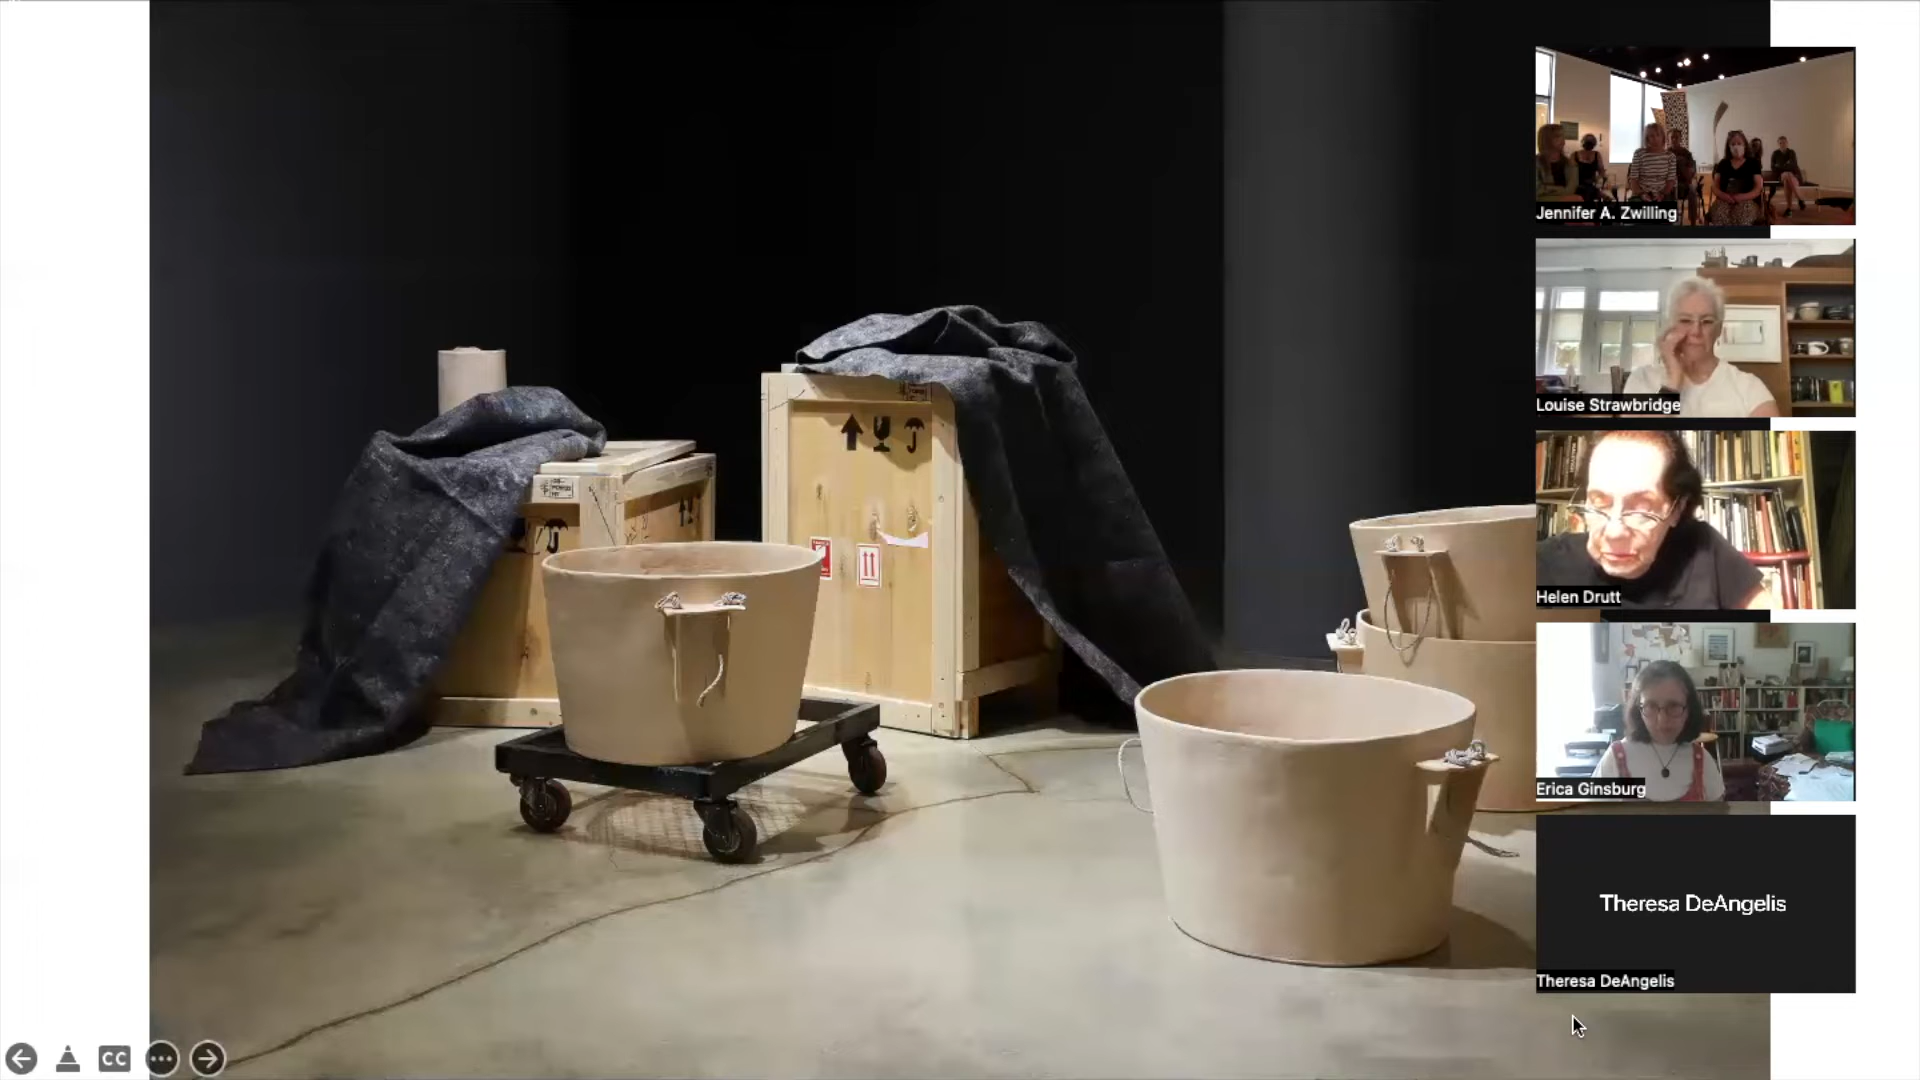 Jennifer A. Zwilling
Louise Strawbridge
Helen Drutt
Erica Ginsburg
Theresa DeAngelis
Theresa DeAngelis
CC